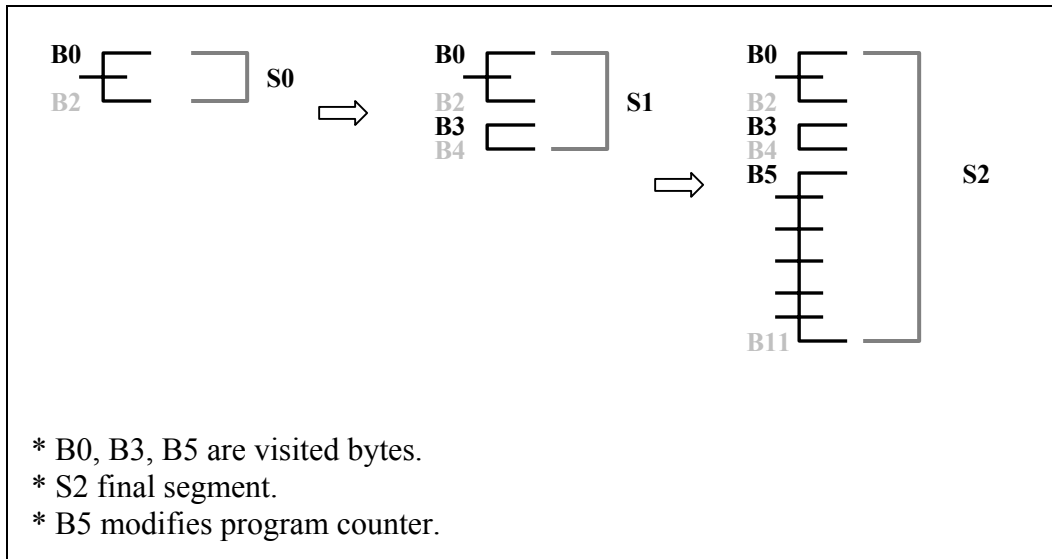 B0
B2
S0
B0
B2
B3
B4
S1
B0
B2
B3
B4
B5
B11
S2
* B0, B3, B5 are visited bytes.
* S2 final segment.
* B5 modifies program counter.